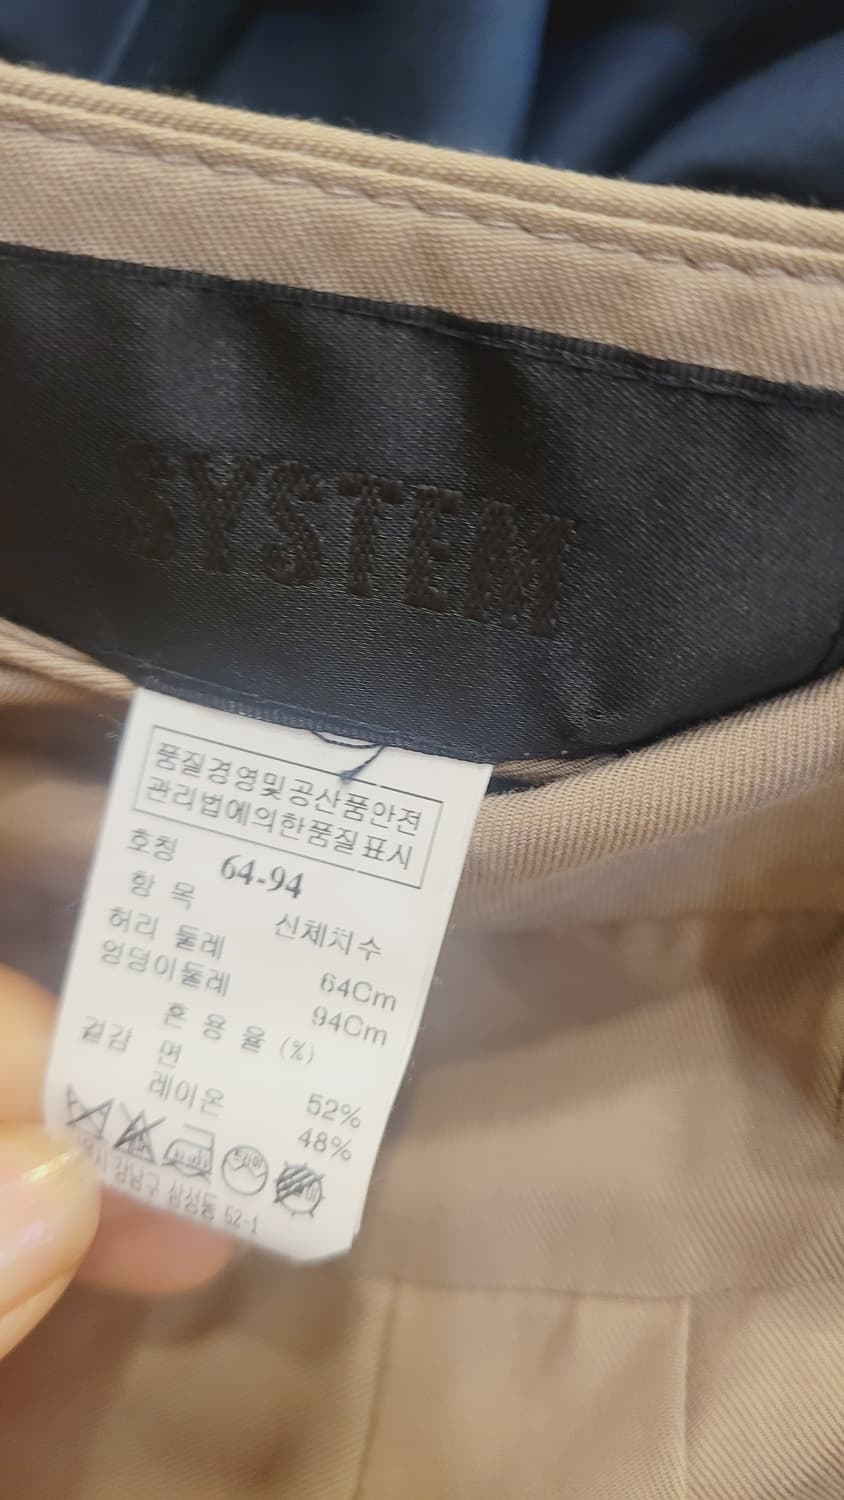 SYSTEM
품질경영및공산품안전
관리법에의한품질표시
호칭 64-94
항 목 신체치수
허리 둘레 64Cm
엉덩이둘레 94Cm
혼 용 율 (%)
겉감 면 52%
레이온 48%
강남구 삼성동 52-1